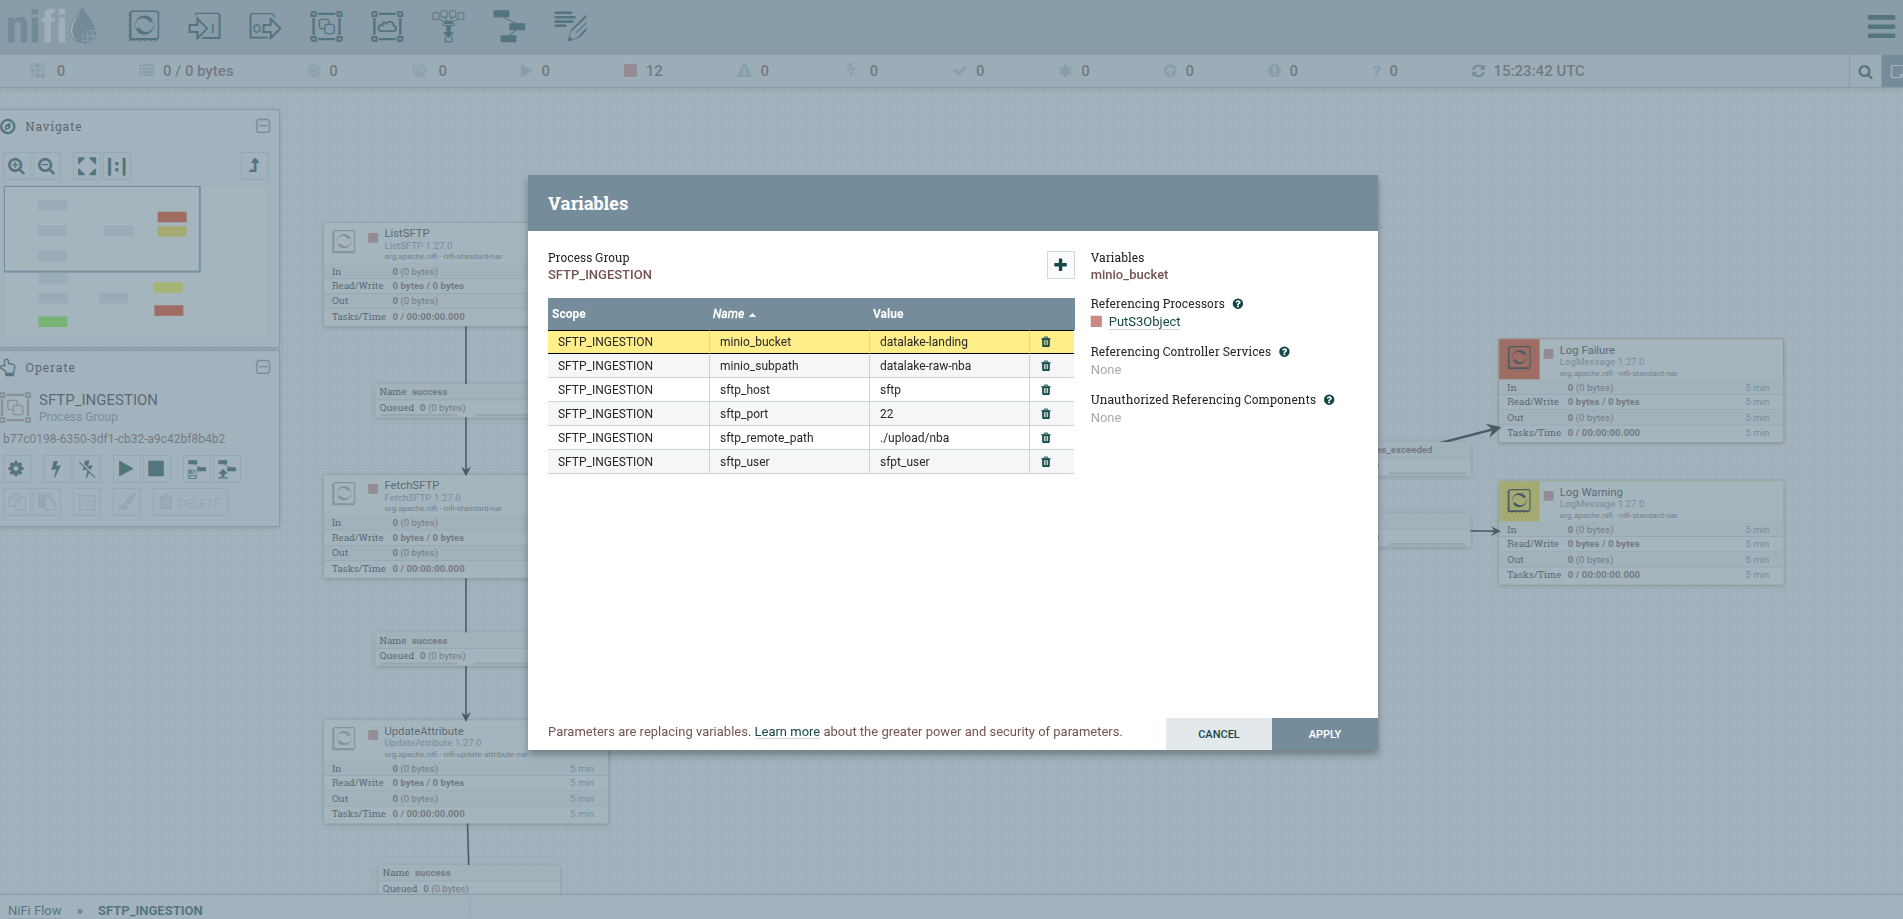 nifi
0
0 / 0 bytes
0
0
0
12
0
0
0
0
0
0
? 0
15:23:42 UTC
Navigate
Operate
SFTP_INGESTION
Process Group
b77c0198-6350-3df1-cb32-a9c42bf8b4b2
DELETE
ListSFTP
ListSFTP 1.27.0
org.apache.nifi - nifi-standard-nar
In 0 (0 bytes)
Read/Write 0 bytes / 0 bytes
Out 0 (0 bytes)
Tasks/Time 0 / 00:00:00.000
Name success
Queued 0 (0 bytes)
FetchSFTP
FetchSFTP 1.27.0
org.apache.nifi - nifi-standard-nar
In 0 (0 bytes)
Read/Write 0 bytes / 0 bytes
Out 0 (0 bytes)
Tasks/Time 0 / 00:00:00.000
Name success
Queued 0 (0 bytes)
UpdateAttribute
UpdateAttribute 1.27.0
org.apache.nifi - nifi-update-attribute-nar
In 0 (0 bytes) 5 min
Read/Write 0 bytes / 0 bytes 5 min
Out 0 (0 bytes) 5 min
Tasks/Time 0 / 00:00:00.000 5 min
Name success
Queued 0 (0 bytes)
Variables
Process Group
SFTP_INGESTION
Scope Name Value
SFTP_INGESTION minio_bucket datalake-landing
SFTP_INGESTION minio_subpath datalake-raw-nba
SFTP_INGESTION sftp_host sftp
SFTP_INGESTION sftp_port 22
SFTP_INGESTION sftp_remote_path ./upload/nba
SFTP_INGESTION sftp_user sfpt_user
Variables
minio_bucket
Referencing Processors
PutS3Object
Referencing Controller Services
None
Unauthorized Referencing Components
None
Parameters are replacing variables. Learn more about the greater power and security of parameters.
CANCEL
APPLY
es_exceeded
Log Failure
LogMessage 1.27.0
org.apache.nifi - nifi-standard-nar
In 0 (0 bytes) 5 min
Read/Write 0 bytes / 0 bytes 5 min
Out 0 (0 bytes) 5 min
Tasks/Time 0 / 00:00:00.000 5 min
Log Warning
LogMessage 1.27.0
org.apache.nifi - nifi-standard-nar
In 0 (0 bytes) 5 min
Read/Write 0 bytes / 0 bytes 5 min
Out 0 (0 bytes) 5 min
Tasks/Time 0 / 00:00:00.000 5 min
NiFi Flow » SFTP_INGESTION